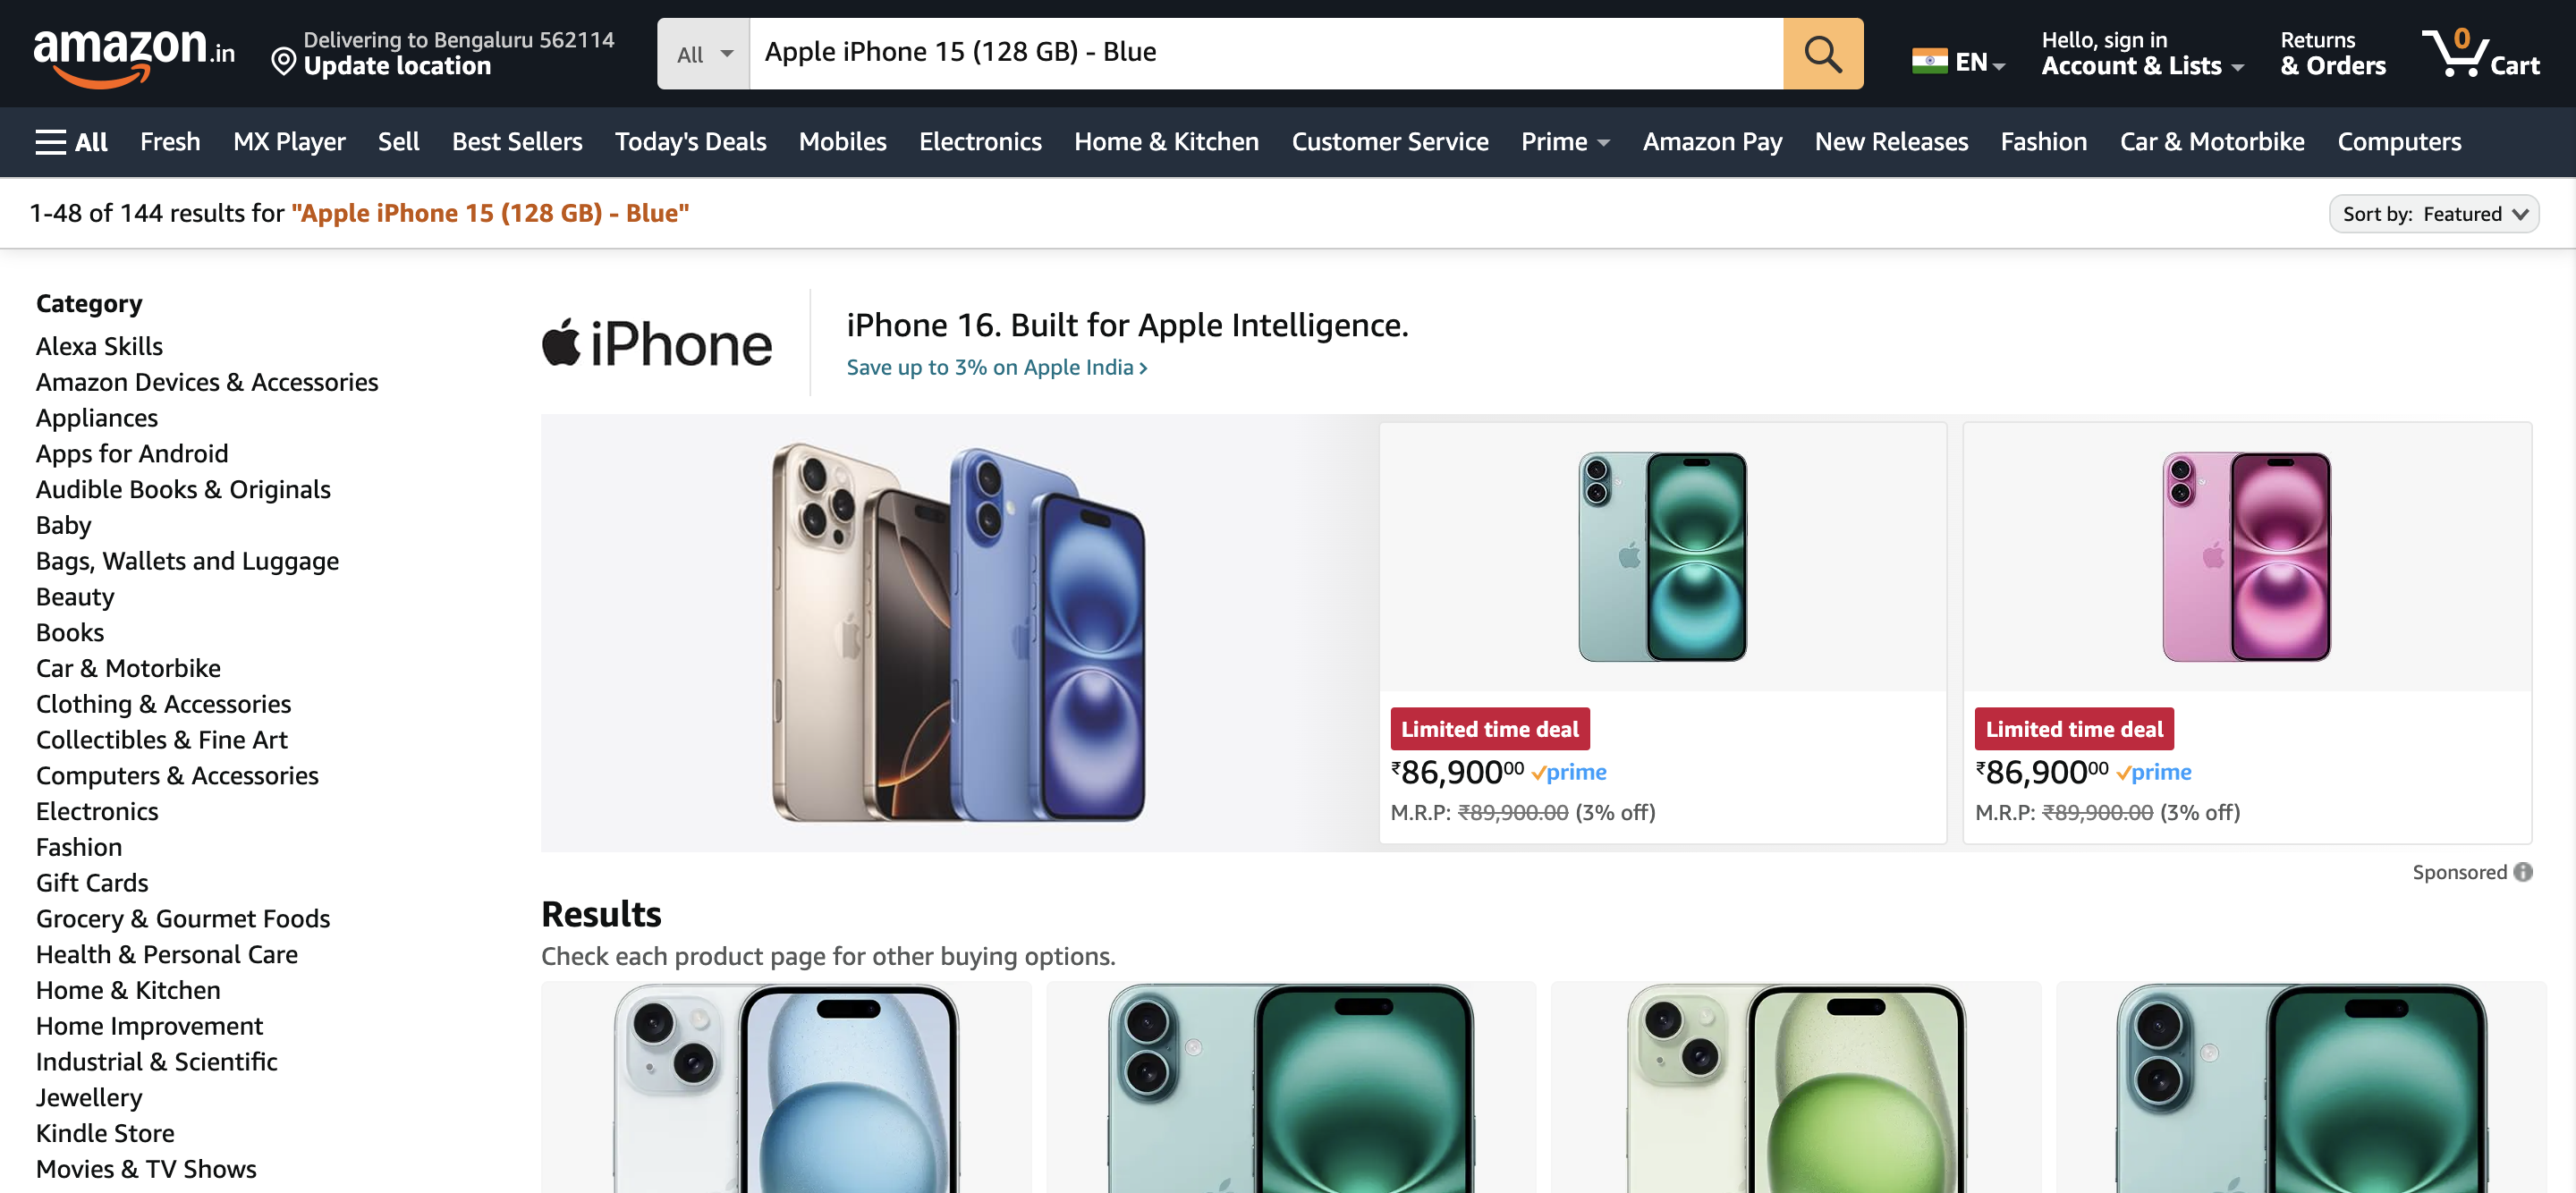 amazon.in
Delivering to Bengaluru 562114
Update location
All
Apple iPhone 15 (128 GB) - Blue
EN
Hello, sign in
Account & Lists
Returns
& Orders
0
Cart
All
Fresh
MX Player
Sell
Best Sellers
Today's Deals
Mobiles
Electronics
Home & Kitchen
Customer Service
Prime
Amazon Pay
New Releases
Fashion
Car & Motorbike
Computers
1-48 of 144 results for "Apple iPhone 15 (128 GB) - Blue"
Sort by: Featured
Category
Alexa Skills
Amazon Devices & Accessories
Appliances
Apps for Android
Audible Books & Originals
Baby
Bags, Wallets and Luggage
Beauty
Books
Car & Motorbike
Clothing & Accessories
Collectibles & Fine Art
Computers & Accessories
Electronics
Fashion
Gift Cards
Grocery & Gourmet Foods
Health & Personal Care
Home & Kitchen
Home Improvement
Industrial & Scientific
Jewellery
Kindle Store
Movies & TV Shows
iPhone
iPhone 16. Built for Apple Intelligence.
Save up to 3% on Apple India ›
Limited time deal
₹86,90000 prime
M.R.P: ₹89,900.00 (3% off)
Limited time deal
₹86,90000 prime
M.R.P: ₹89,900.00 (3% off)
Sponsored
Results
Check each product page for other buying options.